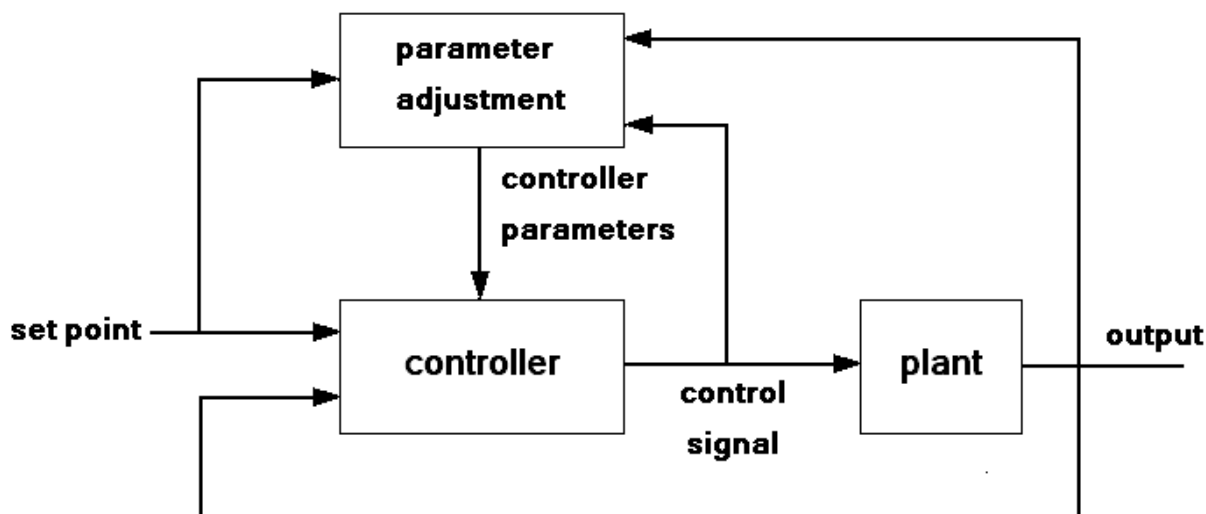 parameter
adjustment
controller
parameters
set point
controller
control
signal
plant
output